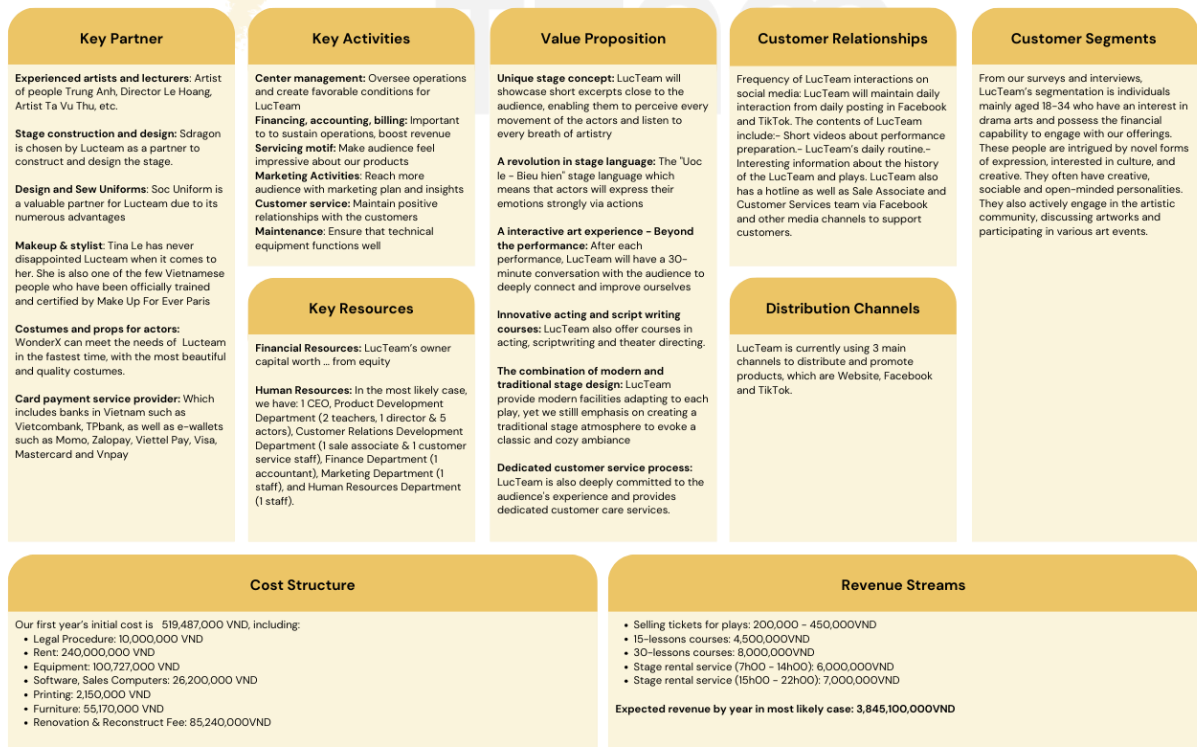 Key Partner
Experienced artists and lecturers: Artist
of people Trung Anh, Director Le Hoang,
Artist Ta Vu Thu, etc.
Stage construction and design: Sdragon
is chosen by Lucteam as a partner to
construct and design the stage.
Design and Sew Uniforms: Soc Uniform is
a valuable partner for Lucteam due to its
numerous advantages
Makeup & stylist: Tina Le has never
disappointed Lucteam when it comes to
her. She is also one of the few Vietnamese
people who have been officially trained
and certified by Make Up For Ever Paris
Costumes and props for actors:
WonderX can meet the needs of Lucteam
in the fastest time, with the most beautiful
and quality costumes.
Card payment service provider: Which
includes banks in Vietnam such as
Vietcombank, TPbank, as well as e-wallets
such as Momo, Zalopay, Viettel Pay, Visa,
Mastercard and Vnpay
Key Activities
Center management: Oversee operations
and create favorable conditions for
LucTeam
Financing, accounting, billing: Important
to to sustain operations, boost revenue
Servicing motif: Make audience feel
impressive about our products
Marketing Activities: Reach more
audience with marketing plan and insights
Customer service: Maintain positive
relationships with the customers
Maintenance: Ensure that technical
equipment functions well
Key Resources
Financial Resources: LucTeam's owner
capital worth ... from equity
Human Resources: In the most likely case,
we have: 1 CEO, Product Development
Department (2 teachers, 1 director & 5
actors), Customer Relations Development
Department (1 sale associate & 1 customer
service staff), Finance Department (1
accountant), Marketing Department (1
staff), and Human Resources Department
(1 staff).
Value Proposition
Unique stage concept: LucTeam will
showcase short excerpts close to the
audience, enabling them to perceive every
movement of the actors and listen to
every breath of artistry
A revolution in stage language: The "Uoc
le - Bieu hien" stage language which
means that actors will express their
emotions strongly via actions
A interactive art experience - Beyond
the performance: After each
performance, LucTeam will have a 30-
minute conversation with the audience to
deeply connect and improve ourselves
Innovative acting and script writing
courses: LucTeam also offer courses in
acting, scriptwriting and theater directing.
The combination of modern and
traditional stage design: LucTeam
provide modern facilities adapting to each
play, yet we still emphasis on creating a
traditional stage atmosphere to evoke a
classic and cozy ambiance
Dedicated customer service process:
LucTeam is also deeply committed to the
audience's experience and provides
dedicated customer care services.
Customer Relationships
Frequency of LucTeam interactions on
social media: LucTeam will maintain daily
interaction from daily posting in Facebook
and TikTok. The contents of LucTeam
include:- Short videos about performance
preparation.- LucTeam's daily routine.-
Interesting information about the history
of the LucTeam and plays. LucTeam also
has a hotline as well as Sale Associate and
Customer Services team via Facebook
and other media channels to support
customers.
Distribution Channels
LucTeam is currently using 3 main
channels to distribute and promote
products, which are Website, Facebook
and TikTok.
Customer Segments
From our surveys and interviews,
LucTeam's segmentation is individuals
mainly aged 18-34 who have an interest in
drama arts and possess the financial
capability to engage with our offerings.
These people are intrigued by novel forms
of expression, interested in culture, and
creative. They often have creative,
sociable and open-minded personalities.
They also actively engage in the artistic
community, discussing artworks and
participating in various art events.
Cost Structure
Our first year's initial cost is 519,487,000 VND, including:
• Legal Procedure: 10,000,000 VND
• Rent: 240,000,000 VND
• Equipment: 100,727,000 VND
• Software, Sales Computers: 26,200,000 VND
• Printing: 2,150,000 VND
• Furniture: 55,170,000 VND
• Renovation & Reconstruct Fee: 85,240,000VND
Revenue Streams
• Selling tickets for plays: 200,000 - 450,000VND
• 15-lessons courses: 4,500,000VND
• 30-lessons courses: 8,000,000VND
• Stage rental service (7h00 - 14h00): 6,000,000VND
• Stage rental service (15h00 - 22h00): 7,000,000VND
Expected revenue by year in most likely case: 3,845,100,000VND